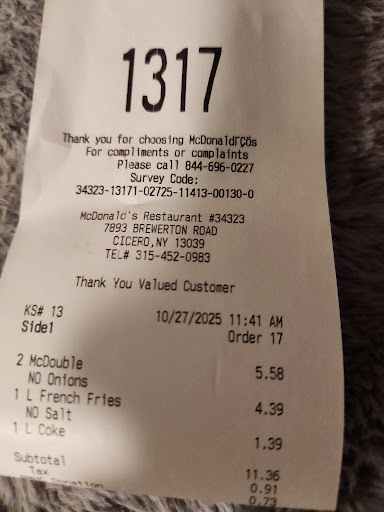 1317
Thank you for choosing McDonaldΓÇÖs
For compliments or complaints
Please call 844-696-0227
Survey Code:
34323-13171-02725-11413-00130-0
McDonald's Restaurant #34323
7893 BREWERTON ROAD
CICERO,NY 13039
TEL# 315-452-0983
Thank You Valued Customer
KS# 13 10/27/2025 11:41 AM
Side1 Order 17
2 McDouble 5.58
NO Onions
1 L French Fries 4.39
NO Salt
1 L Coke 1.39
Subtotal 11.36
Tax 0.91
Donation 0.73